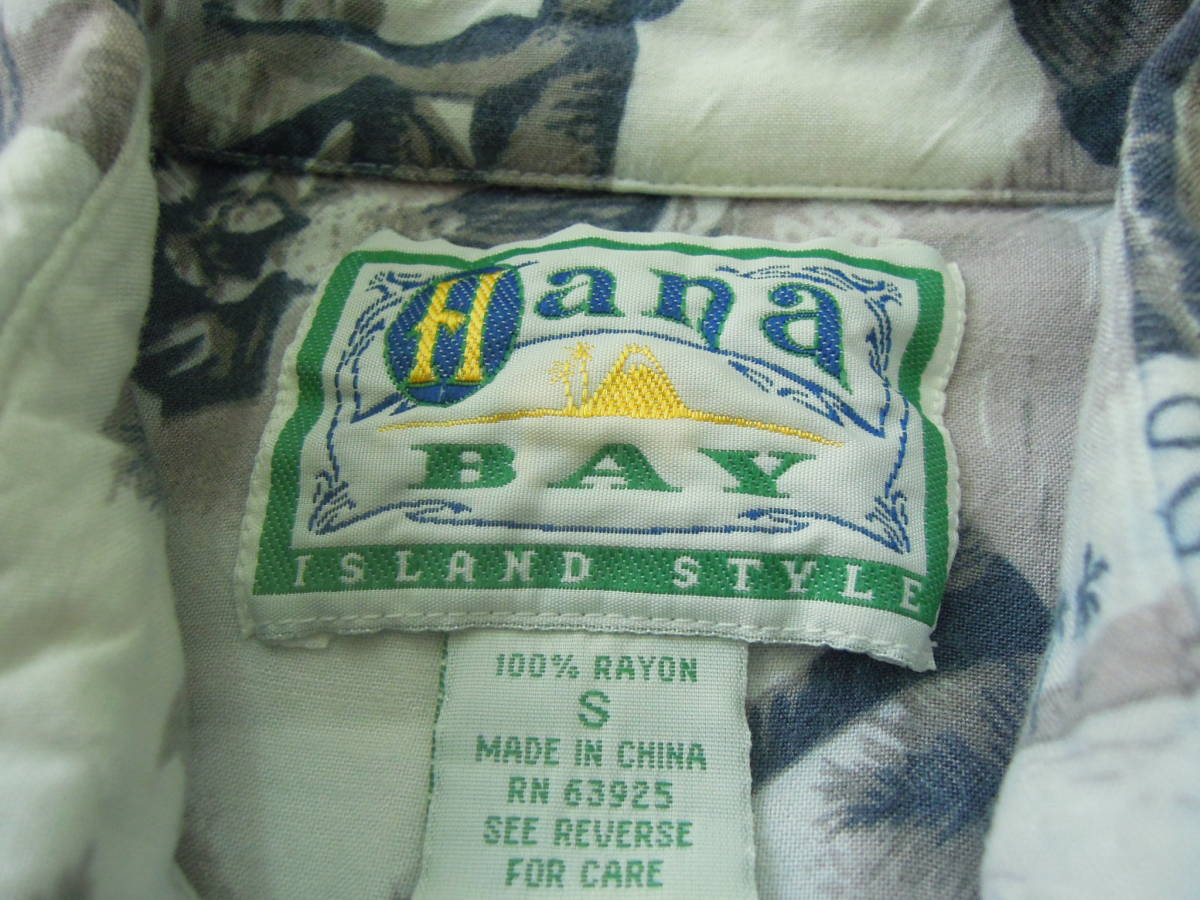 Hana
BAY
ISLAND STYLE
100% RAYON
S
MADE IN CHINA
RN 63925
SEE REVERSE
FOR CARE